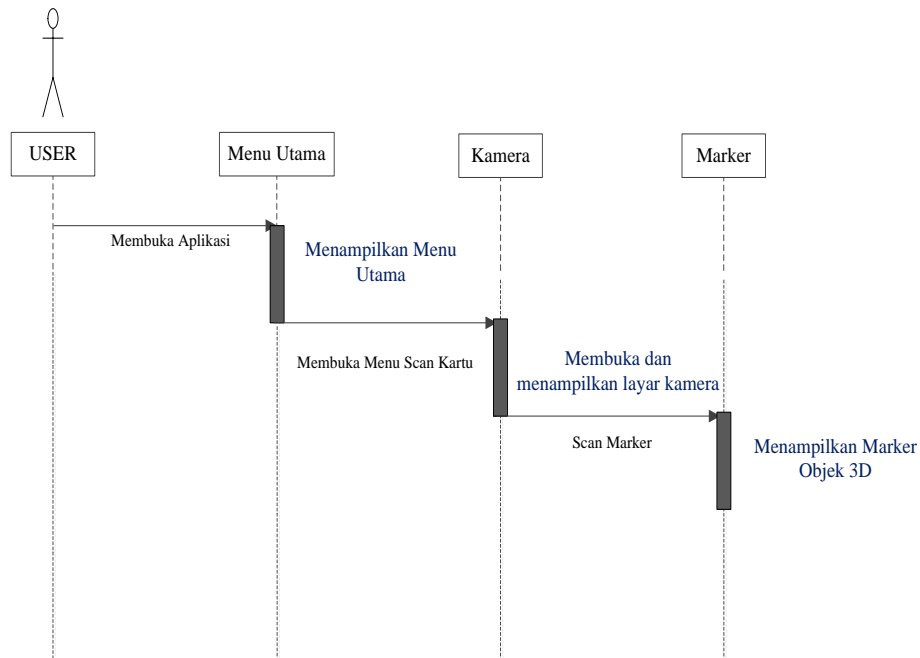 USER
Menu Utama
Kamera
Marker
Membuka Aplikasi
Menampilkan Menu
Utama
Membuka Menu Scan Kartu
Membuka dan
menampilkan layar kamera
Scan Marker
Menampilkan Marker
Objek 3D